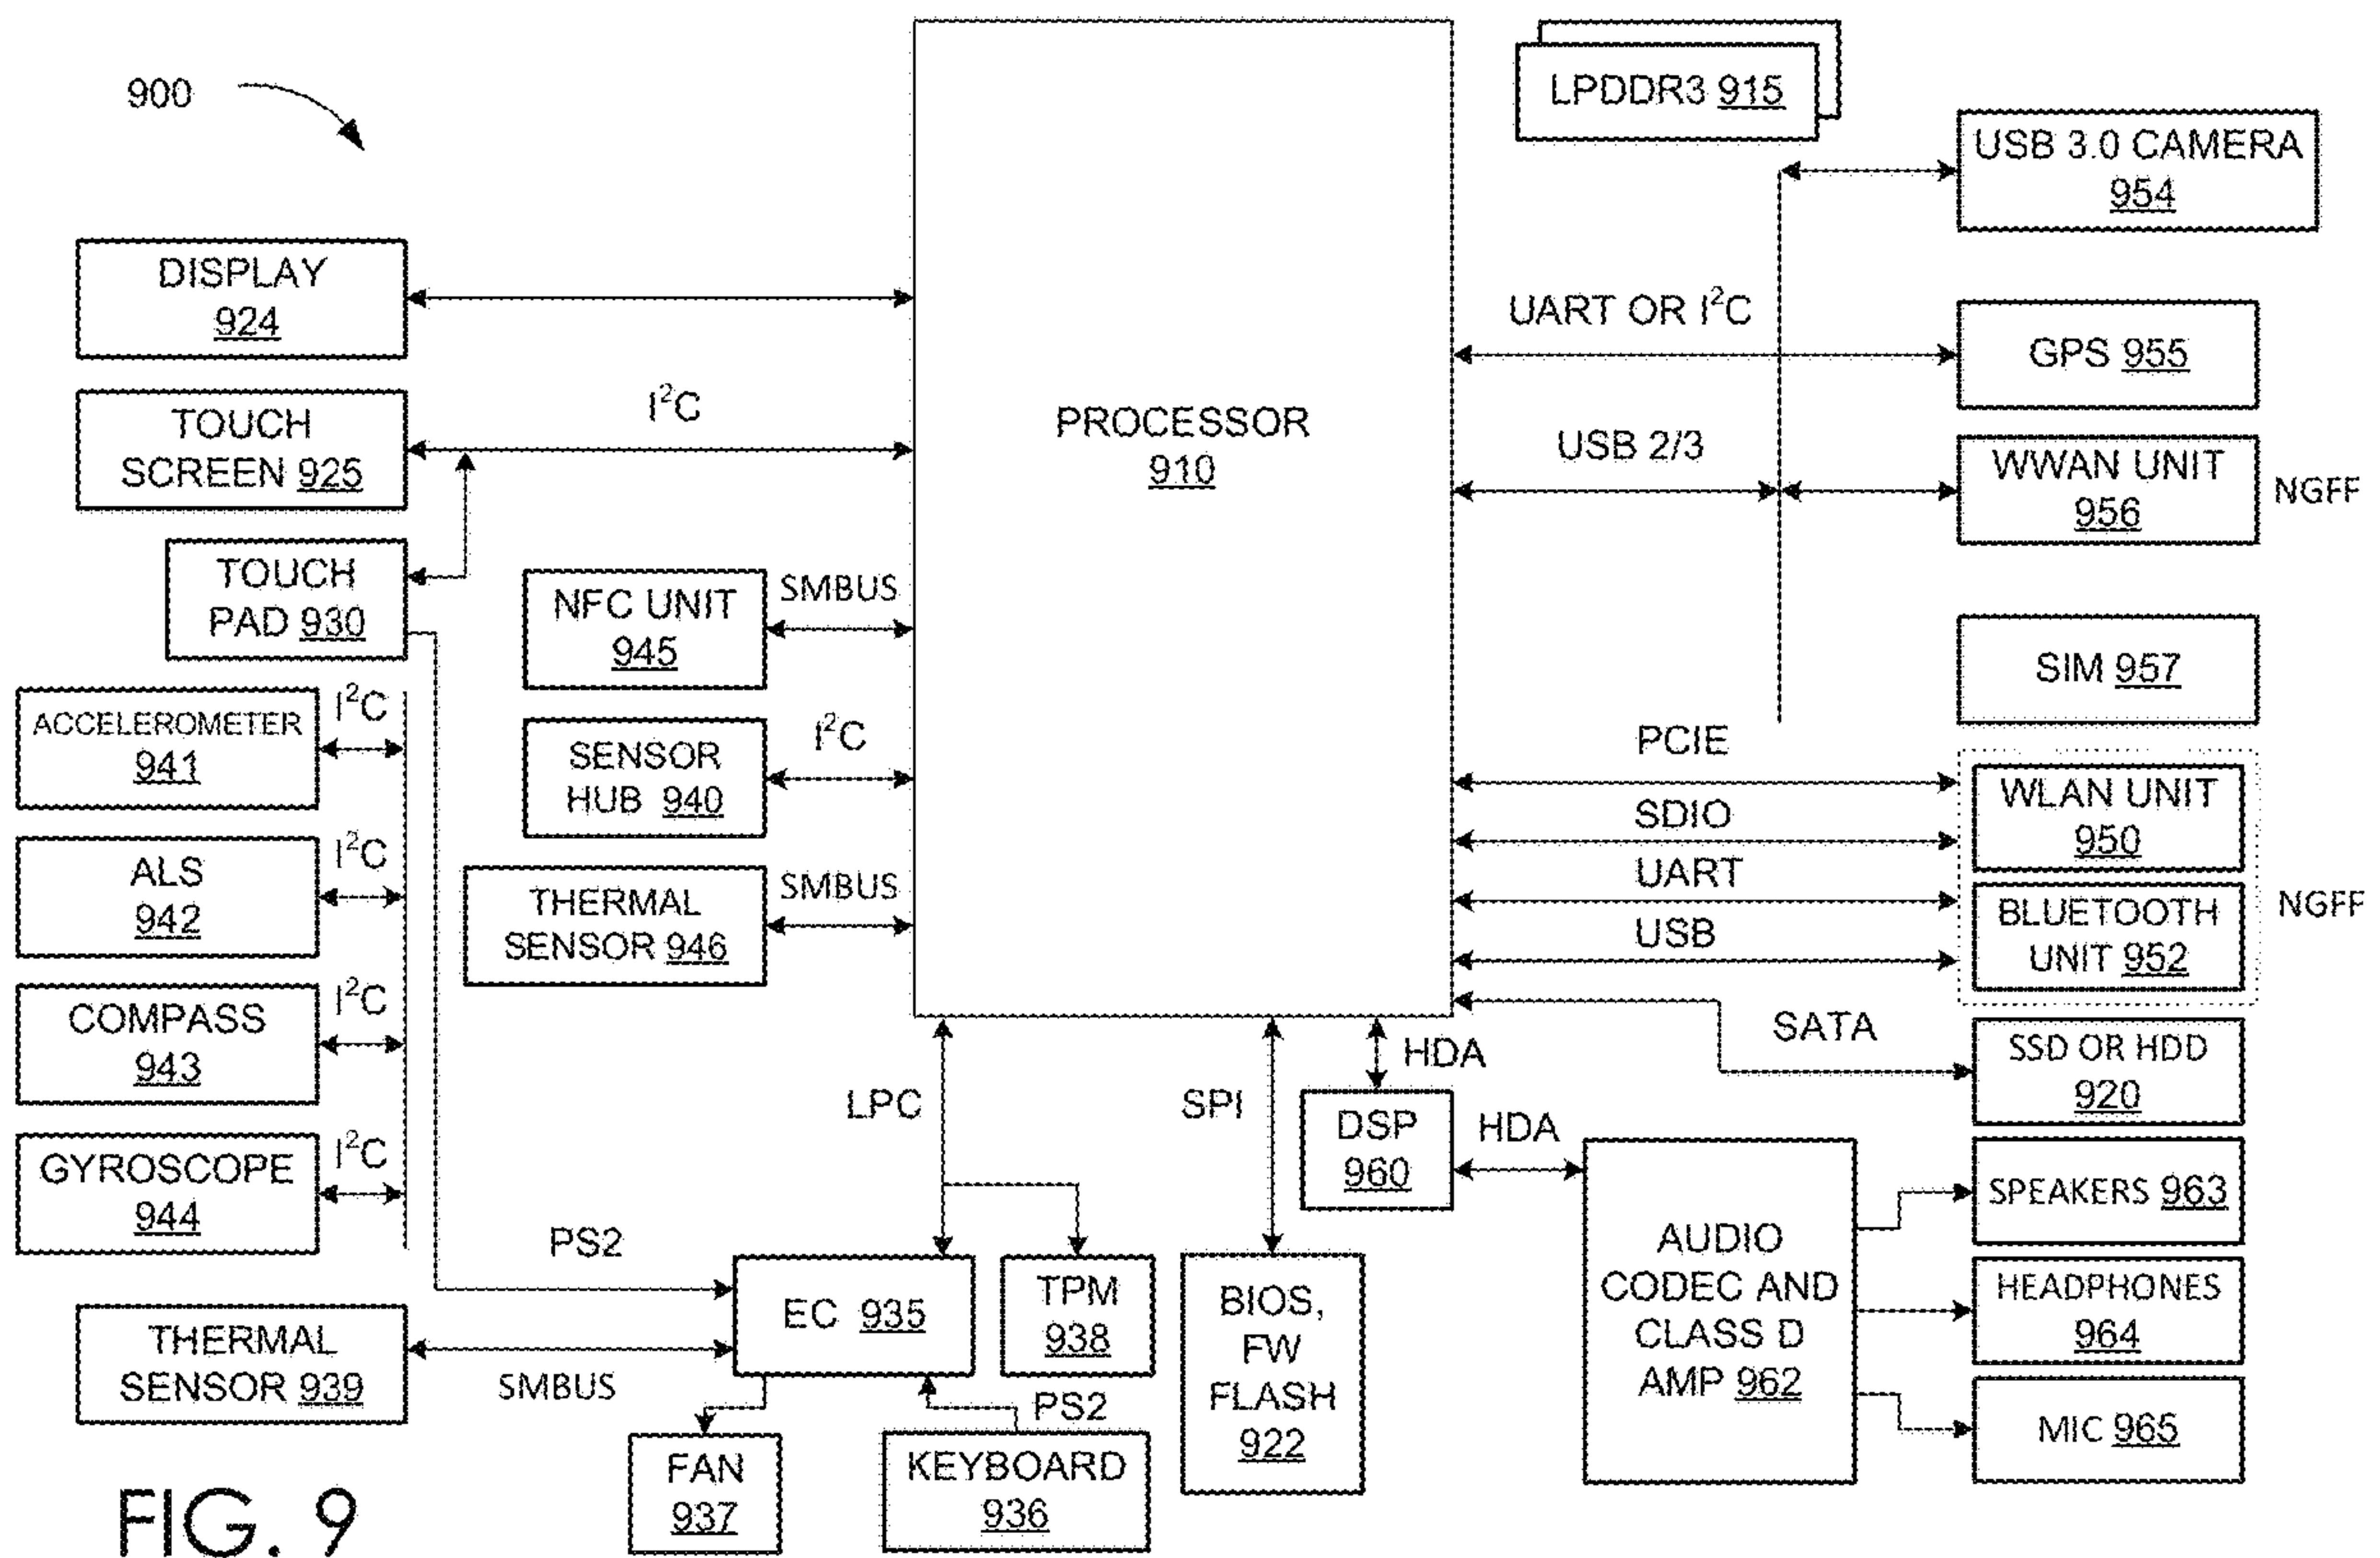 900
LPDDR3 915
USB 3.0 CAMERA
954
DISPLAY
924
UART OR I²C
GPS 955
TOUCH
SCREEN 925
I²C
PROCESSOR
910
USB 2/3
WWAN UNIT
956
NGFF
TOUCH
PAD 930
NFC UNIT
945
SMBUS
SIM 957
ACCELEROMETER
941
I²C
SENSOR
HUB 940
I²C
PCIE
SDIO
UART
USB
WLAN UNIT
950
BLUETOOTH
UNIT 952
NGFF
ALS
942
I²C
THERMAL
SENSOR 946
SMBUS
COMPASS
943
I²C
SATA
SSD OR HDD
920
GYROSCOPE
944
I²C
LPC
SPI
HDA
DSP
960
HDA
SPEAKERS 963
PS2
EC 935
TPM
938
BIOS,
FW
FLASH
922
AUDIO
CODEC AND
CLASS D
AMP 962
HEADPHONES
964
THERMAL
SENSOR 939
SMBUS
PS2
MIC 965
FAN
937
KEYBOARD
936
FIG. 9